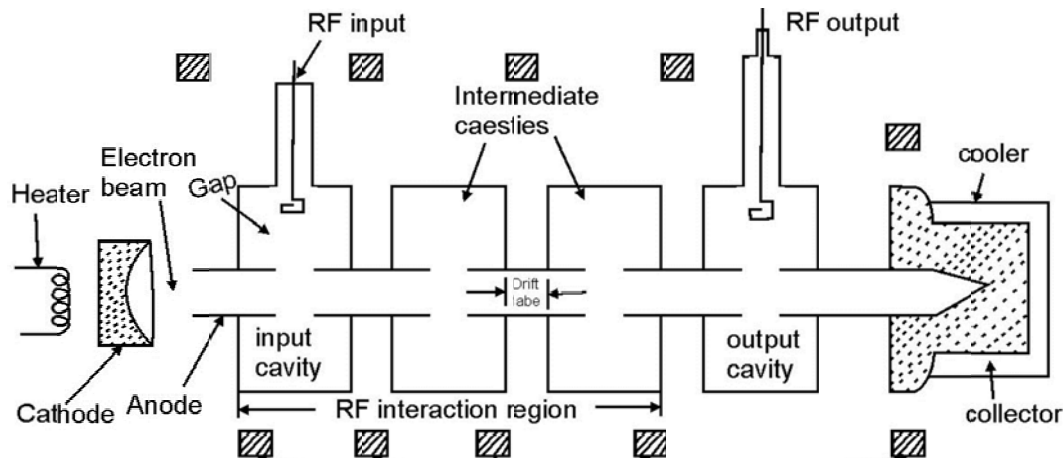 RF input
RF output
Intermediate
caesties
Electron
beam
Gap
Heater
cooler
Drift
labe
input
cavity
output
cavity
Cathode
Anode
RF interaction region
collector